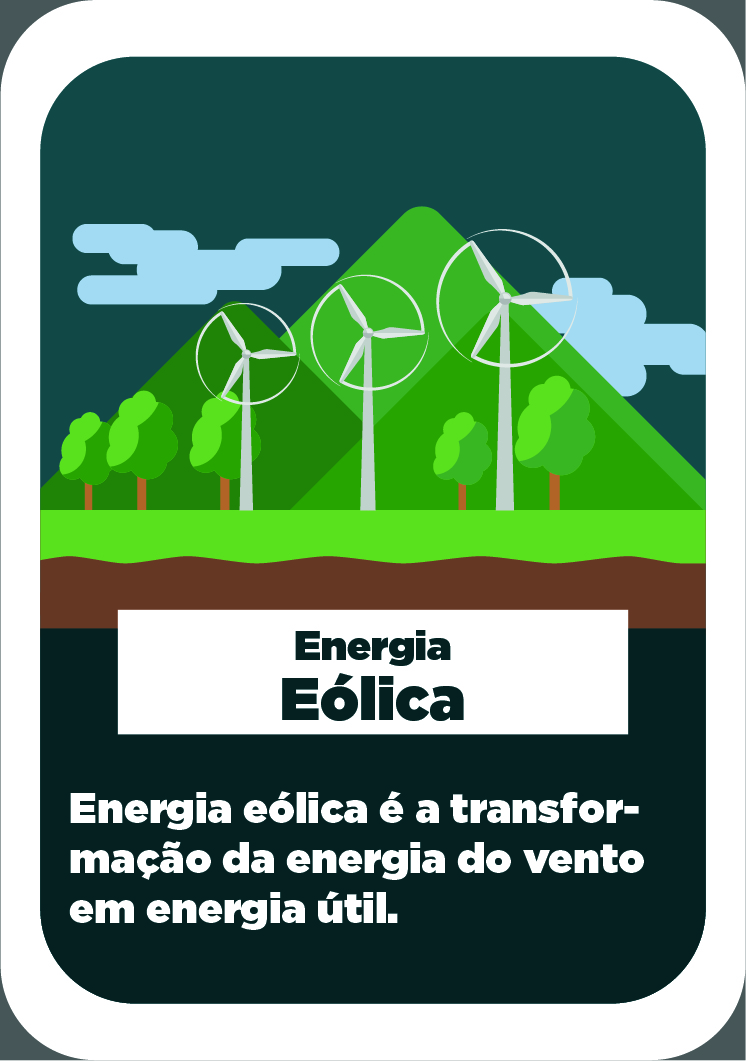 Energia
Eólica
Energia eólica é a transfor-
mação da energia do vento
em energia útil.